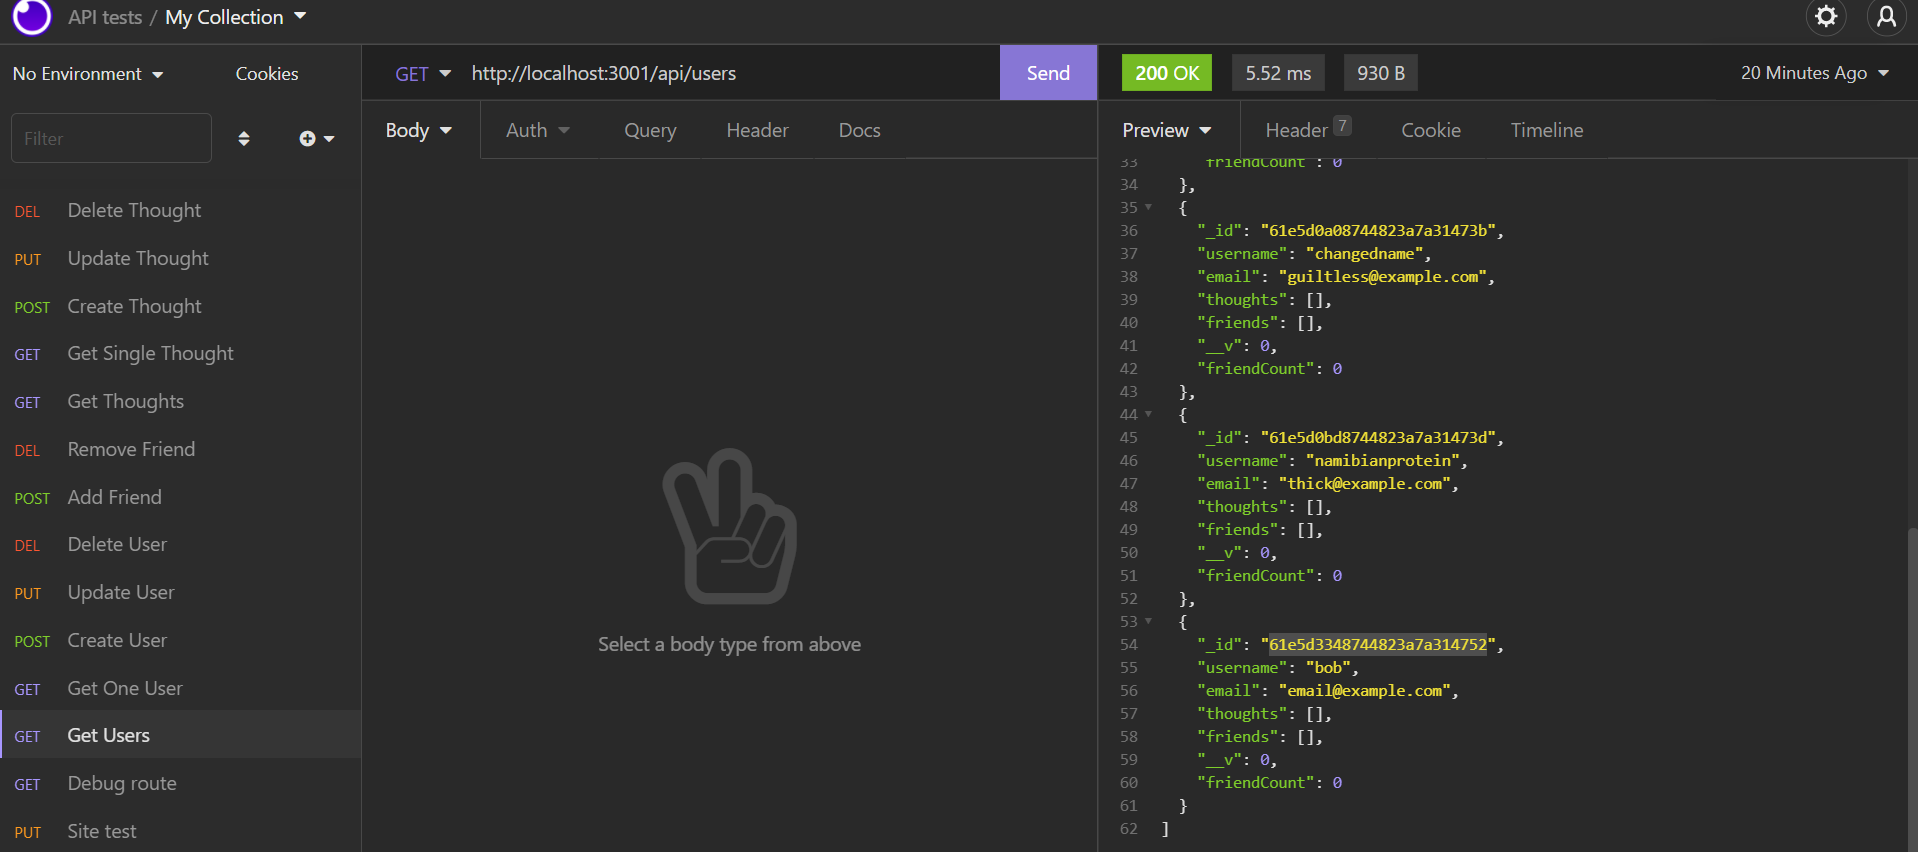 API tests / My Collection
No Environment
Cookies
GET http://localhost:3001/api/users
Send
200 OK
5.52 ms
930 B
20 Minutes Ago
Filter
Body
Auth
Query
Header
Docs
Preview
Header 7
Cookie
Timeline
DEL Delete Thought
PUT Update Thought
POST Create Thought
GET Get Single Thought
GET Get Thoughts
DEL Remove Friend
POST Add Friend
DEL Delete User
PUT Update User
POST Create User
GET Get One User
GET Get Users
GET Debug route
PUT Site test
Select a body type from above
33 "friendCount": 0
34 },
35 {
36 "_id": "61e5d0a08744823a7a31473b",
37 "username": "changedname",
38 "email": "guiltless@example.com",
39 "thoughts": [],
40 "friends": [],
41 "__v": 0,
42 "friendCount": 0
43 },
44 {
45 "_id": "61e5d0bd8744823a7a31473d",
46 "username": "namibianprotein",
47 "email": "thick@example.com",
48 "thoughts": [],
49 "friends": [],
50 "__v": 0,
51 "friendCount": 0
52 },
53 {
54 "_id": "61e5d3348744823a7a314752",
55 "username": "bob",
56 "email": "email@example.com",
57 "thoughts": [],
58 "friends": [],
59 "__v": 0,
60 "friendCount": 0
61 }
62 ]